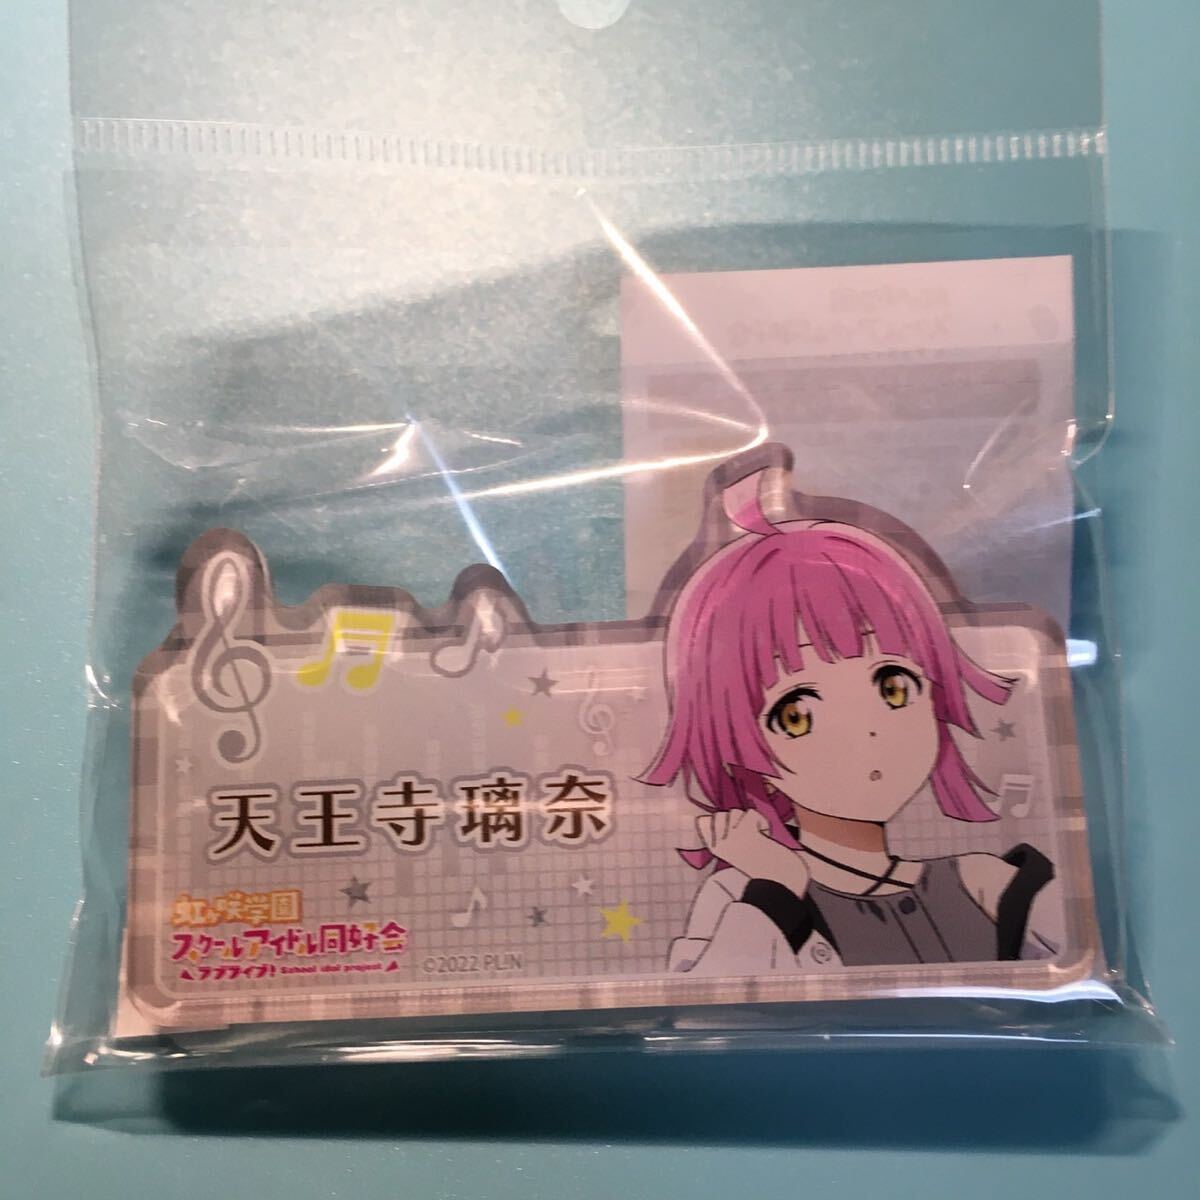 天王寺璃奈
虹ヶ咲学園
スクールアイドル同好会
ラブライブ! School idol project
©2022 PL!N